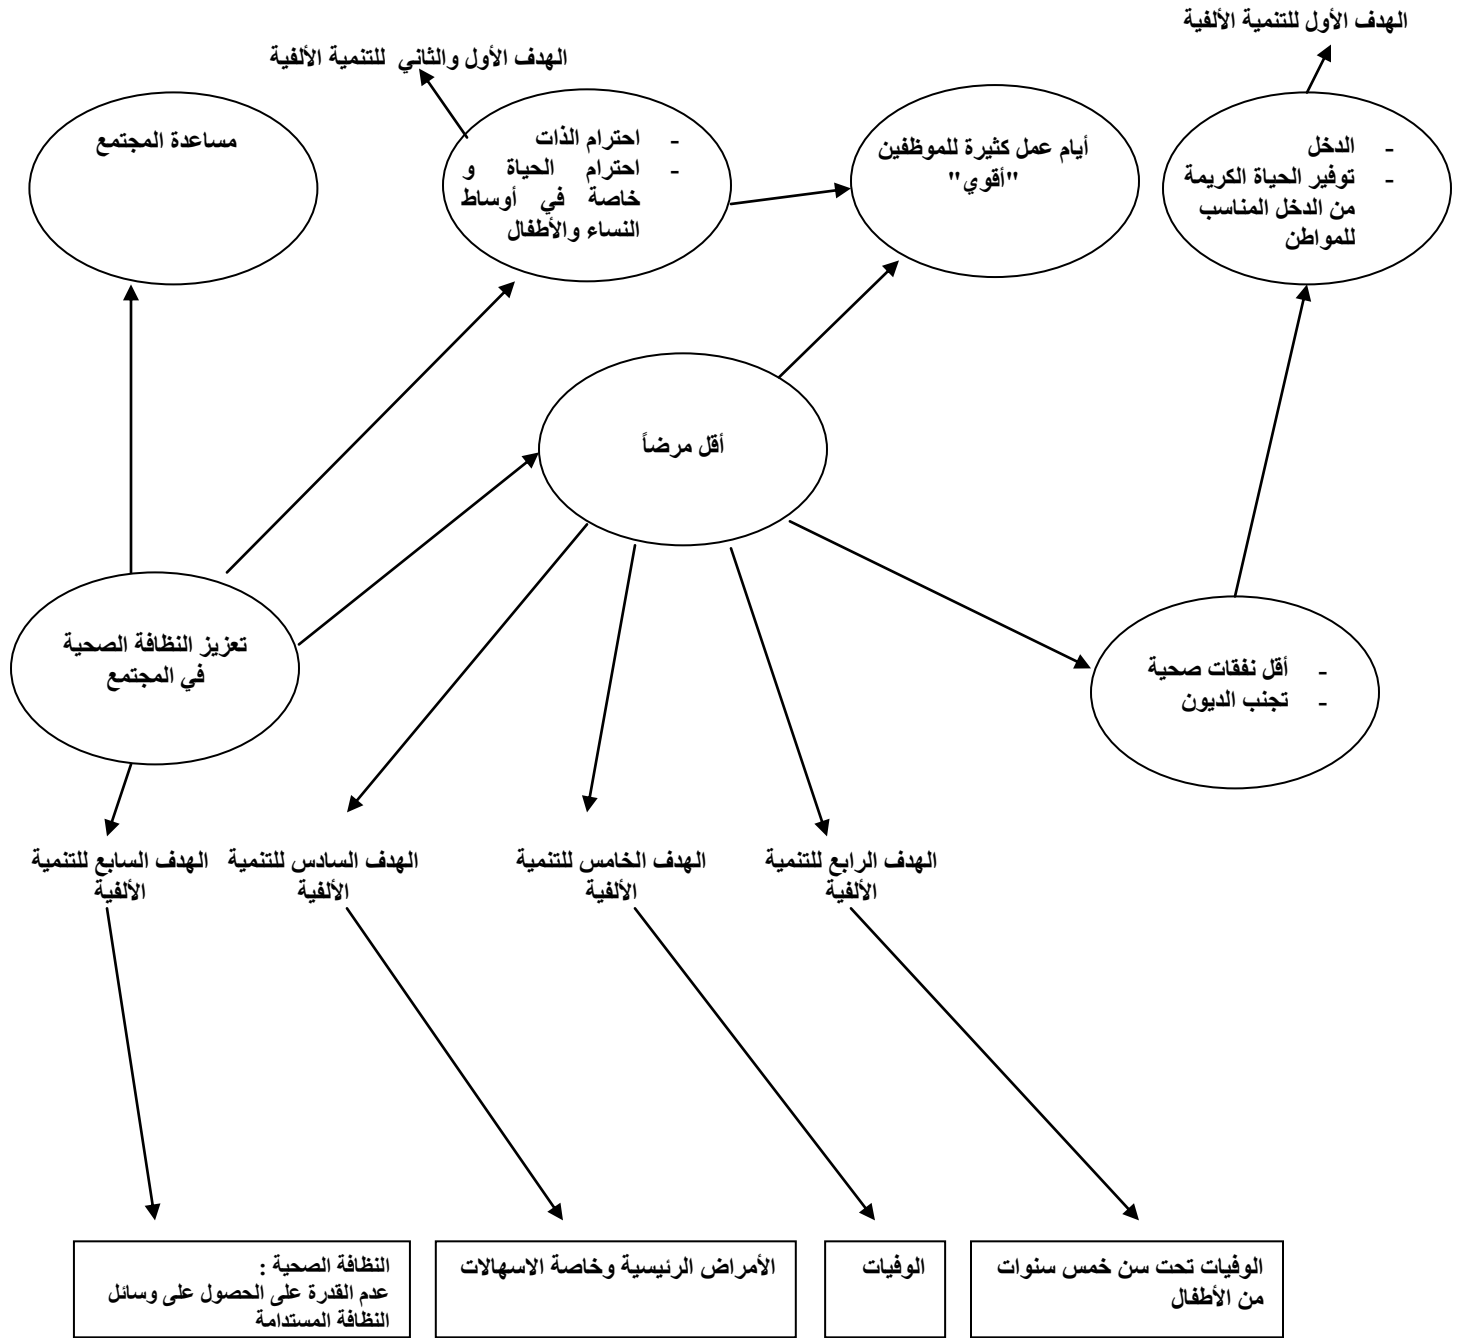 الهدف الأول للتنمية الألفية
الهدف الأول والثاني للتنمية الألفية
- الدخل
- توفير الحياة الكريمة
من الدخل المناسب
للمواطن
أيام عمل كثيرة للموظفين
"أقوي"
- احترام الذات
- احترام الحياة و
خاصة في أوساط
النساء والأطفال
مساعدة المجتمع
أقل مرضاً
تعزيز النظافة الصحية
في المجتمع
- أقل نفقات صحية
- تجنب الديون
الهدف الرابع للتنمية
الألفية
الهدف الخامس للتنمية
الألفية
الهدف السادس للتنمية
الألفية
الهدف السابع للتنمية
الألفية
الوفيات تحت سن خمس سنوات
من الأطفال
الوفيات
الأمراض الرئيسية وخاصة الاسهالات
النظافة الصحية :
عدم القدرة على الحصول على وسائل
النظافة المستدامة